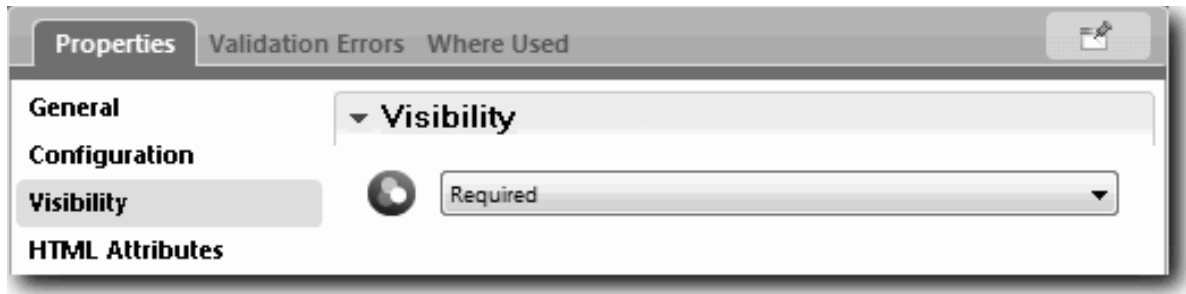 Properties Validation Errors Where Used
General
Configuration
Visibility
HTML Attributes
Visibility
Required